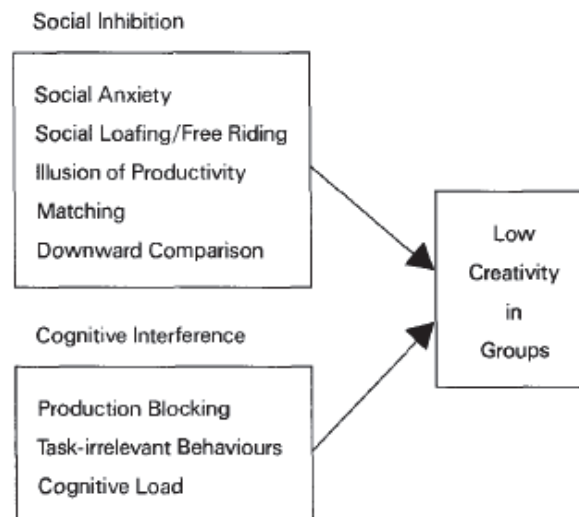 Social Inhibition
Social Anxiety
Social Loafing/Free Riding
Illusion of Productivity
Matching
Downward Comparison
Low
Creativity
in
Groups
Cognitive Interference
Production Blocking
Task-irrelevant Behaviours
Cognitive Load